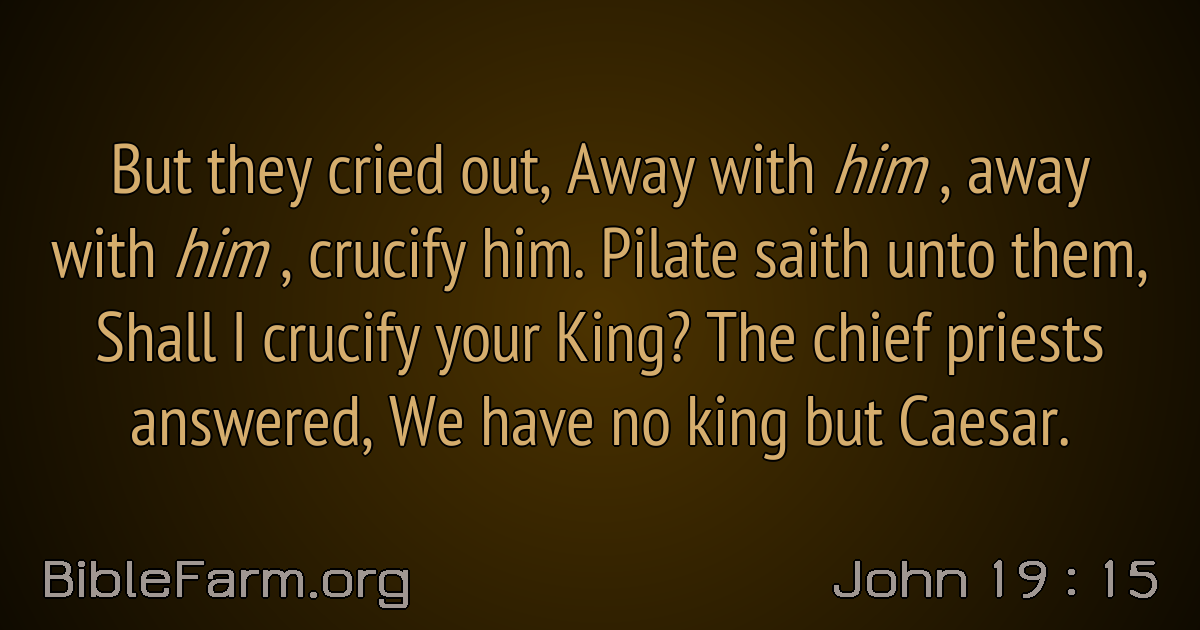 But they cried out, Away with him , away
with him , crucify him. Pilate saith unto them,
Shall I crucify your King? The chief priests
answered, We have no king but Caesar.
BibleFarm.org
John 19 : 15